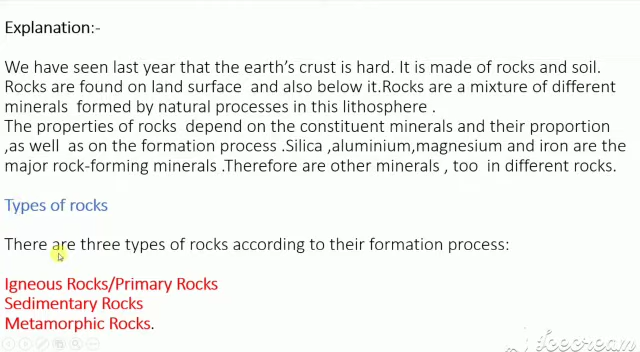 Explanation:-
We have seen last year that the earth's crust is hard. It is made of rocks and soil.
Rocks are found on land surface and also below it.Rocks are a mixture of different
minerals formed by natural processes in this lithosphere .
The properties of rocks depend on the constituent minerals and their proportion
,as well as on the formation process .Silica ,aluminium,magnesium and iron are the
major rock-forming minerals .Therefore are other minerals , too in different rocks.
Types of rocks
There are three types of rocks according to their formation process:
Igneous Rocks/Primary Rocks
Sedimentary Rocks
Metamorphic Rocks.
Icecream